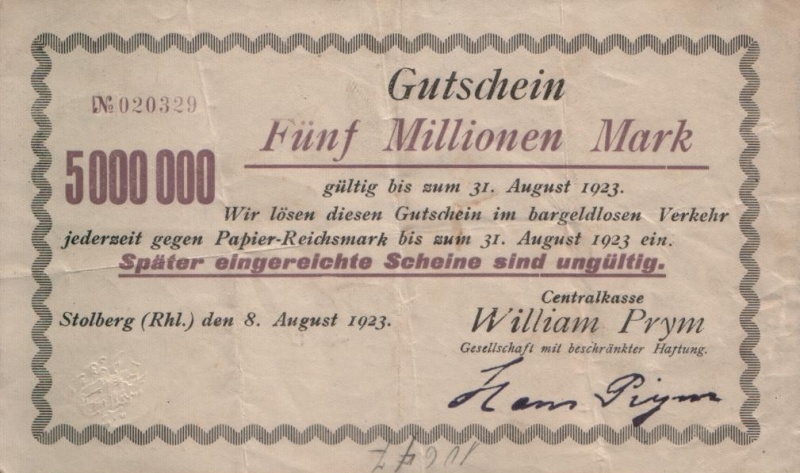 Gutschein
№ 020329
Fünf Millionen Mark
5 000 000
gültig bis zum 31. August 1923.
Wir lösen diesen Gutschein im bargeldlosen Verkehr
jederzeit gegen Papier-Reichsmark bis zum 31. August 1923 ein.
Später eingereichte Scheine sind ungültig.
Centralkasse
Stolberg (Rhl.) den 8. August 1923.
William Prym
Gesellschaft mit beschränkter Haftung.
Hans Prym